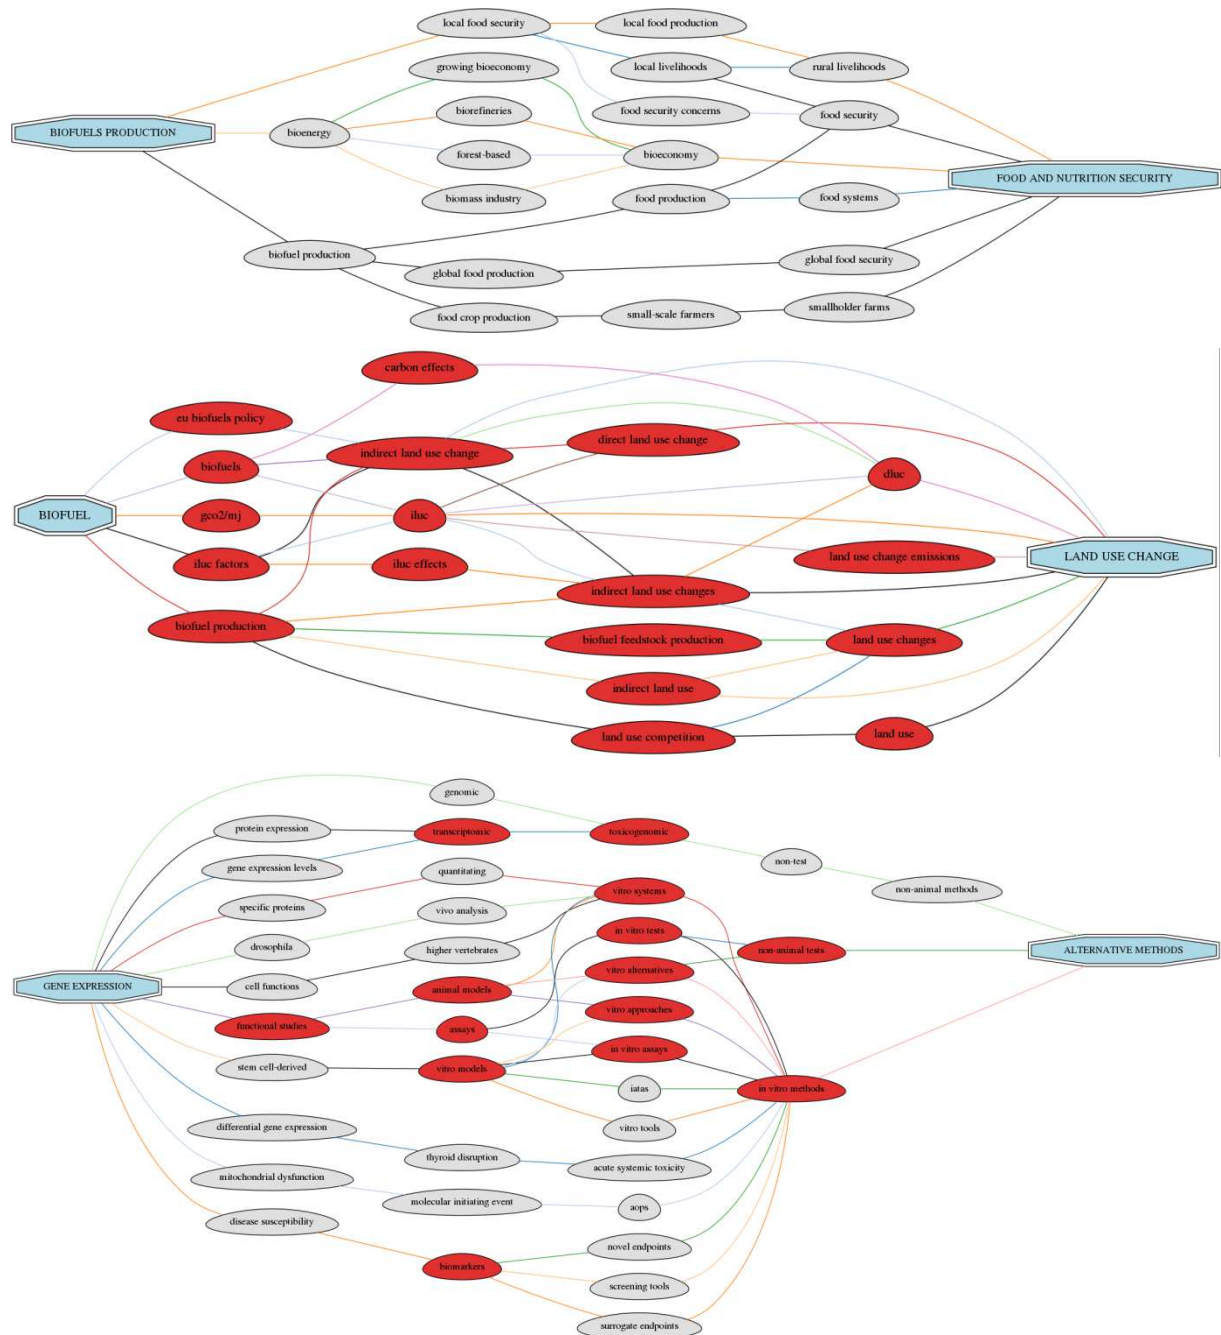 local food security
local food production
growing bioeconomy
local livelihoods
rural livelihoods
biorefineries
food security concerns
food security
BIOFUELS PRODUCTION
bioenergy
forest-based
bioeconomy
FOOD AND NUTRITION SECURITY
biomass industry
food production
food systems
biofuel production
global food production
global food security
food crop production
small-scale farmers
smallholder farms
carbon effects
eu biofuels policy
indirect land use change
direct land use change
biofuels
dluc
BIOFUEL
gco2/mj
iluc
LAND USE CHANGE
iluc factors
iluc effects
land use change emissions
indirect land use changes
biofuel production
biofuel feedstock production
land use changes
indirect land use
land use competition
land use
genomic
protein expression
transcriptomic
toxicogenomic
non-test
gene expression levels
quantitating
vitro systems
non-animal methods
specific proteins
vivo analysis
in vitro tests
drosophila
higher vertebrates
non-animal tests
ALTERNATIVE METHODS
vitro alternatives
GENE EXPRESSION
cell functions
animal models
vitro approaches
functional studies
assays
in vitro assays
stem cell-derived
vitro models
iatas
in vitro methods
differential gene expression
vitro tools
thyroid disruption
acute systemic toxicity
mitochondrial dysfunction
molecular initiating event
aops
disease susceptibility
novel endpoints
biomarkers
screening tools
surrogate endpoints